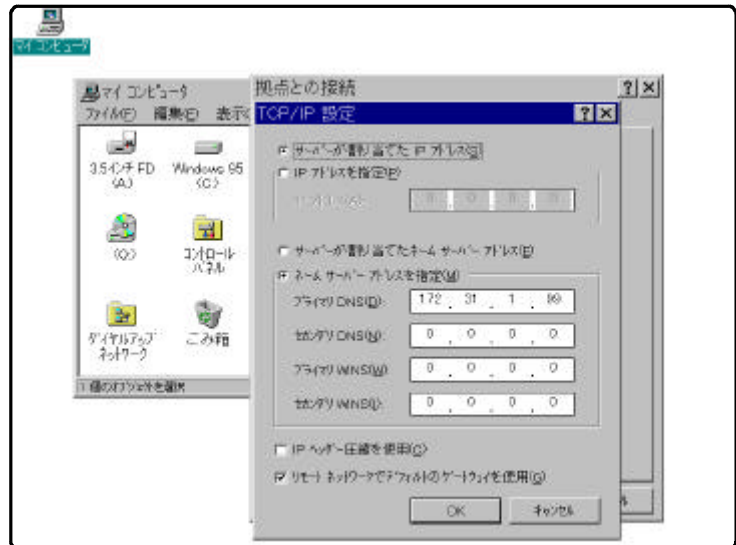 マイ コンピュータ
マイ コンピュータ
ファイル(F) 編集(E) 表示(
3.5インチ FD
(A:)
Windows 95
(C:)
(Q:)
コントロール
パネル
ダイヤルアップ
ネットワーク
ごみ箱
1 個のオブジェクトを選択
拠点との接続
TCP/IP 設定
サーバーが割り当てた IP アドレス(S)
IP アドレスを指定(P)
0 . 0 . 0 . 0
サーバーが割り当てたネーム サーバー アドレス(E)
ネーム サーバー アドレスを指定(M)
プライマリ DNS(D):
172 . 31 . 1 . 99
セカンダリ DNS(N):
0 . 0 . 0 . 0
プライマリ WINS(W):
0 . 0 . 0 . 0
セカンダリ WINS(I):
0 . 0 . 0 . 0
IP ヘッダー圧縮を使用(C)
リモート ネットワークでデフォルトのゲートウェイを使用(G)
OK
キャンセル
ル